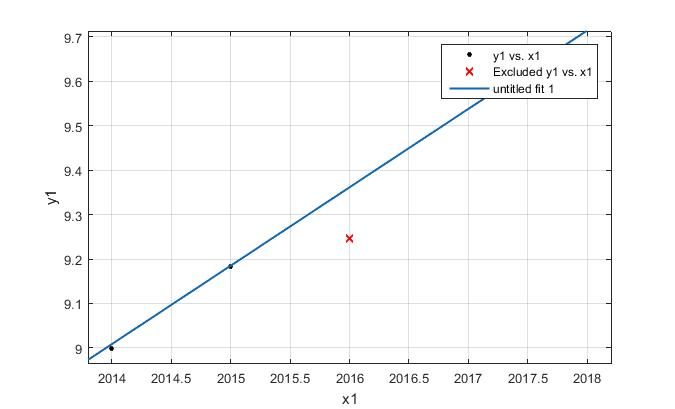 9.7
9.6
9.5
9.4
9.3
9.2
9.1
9
y1
y1 vs. x1
Excluded y1 vs. x1
untitled fit 1
2014 2014.5 2015 2015.5 2016 2016.5 2017 2017.5 2018
x1